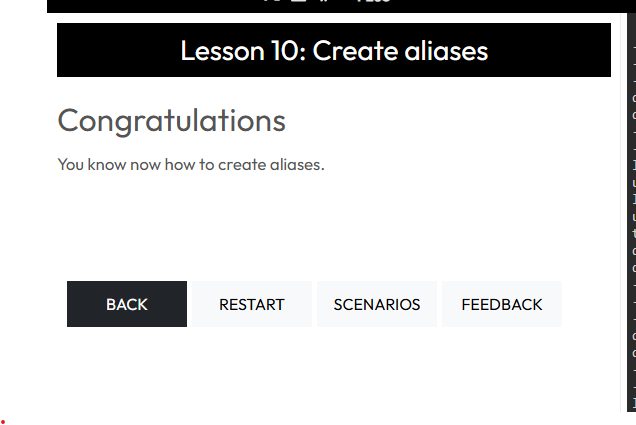 Lesson 10: Create aliases
Congratulations
You know now how to create aliases.
BACK
RESTART
SCENARIOS
FEEDBACK